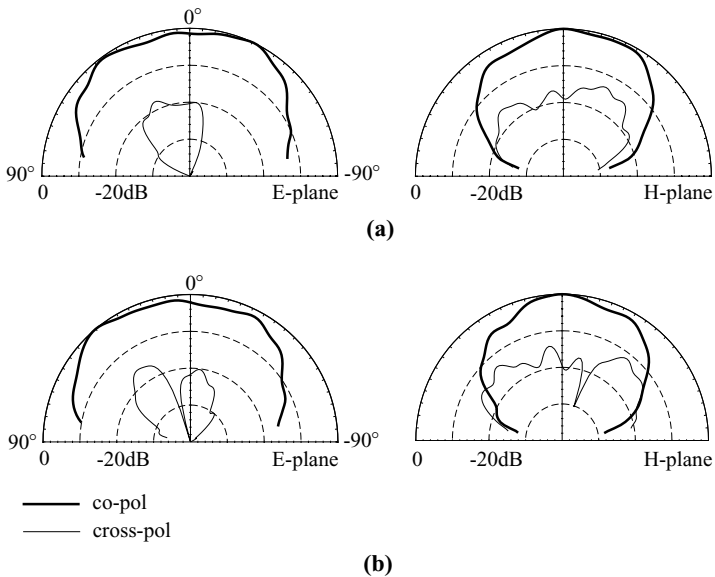 0°
90°
-90°
0
-20dB
E-plane
0
-20dB
H-plane
(a)
0°
90°
-90°
0
-20dB
E-plane
0
-20dB
H-plane
co-pol
cross-pol
(b)